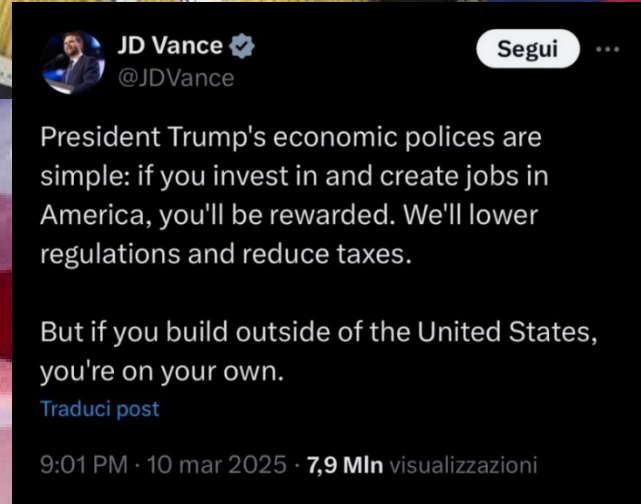 JD Vance
Segui
@JDVance
President Trump's economic polices are
simple: if you invest in and create jobs in
America, you'll be rewarded. We'll lower
regulations and reduce taxes.
But if you build outside of the United States,
you're on your own.
Traduci post
9:01 PM · 10 mar 2025 · 7,9 Mln visualizzazioni